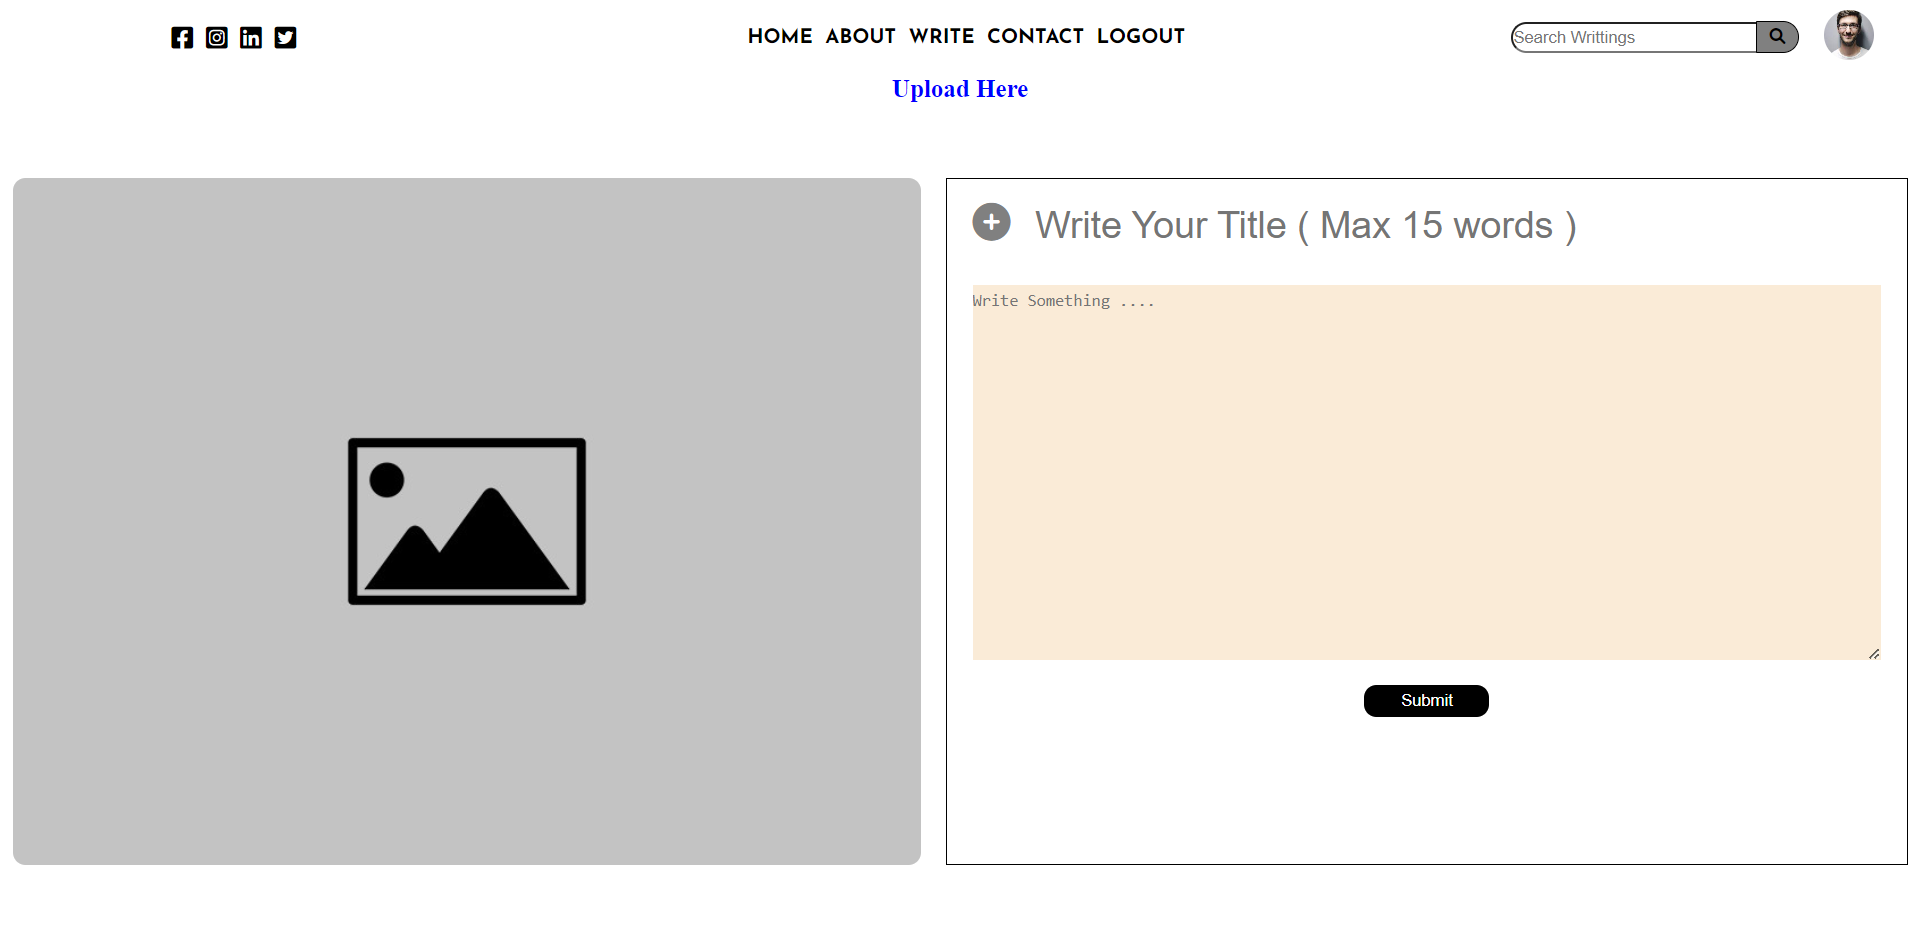 HOME ABOUT WRITE CONTACT LOGOUT
Search Writtings
Upload Here
Write Your Title ( Max 15 words )
Write Something ....
Submit